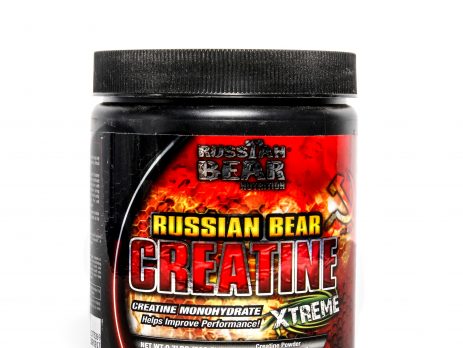 RUSSIAN
BEAR
NUTRITION
RUSSIAN BEAR
CREATINE
XTREME
CREATINE MONOHYDRATE
Helps Improve Performance!
Creatine Powder